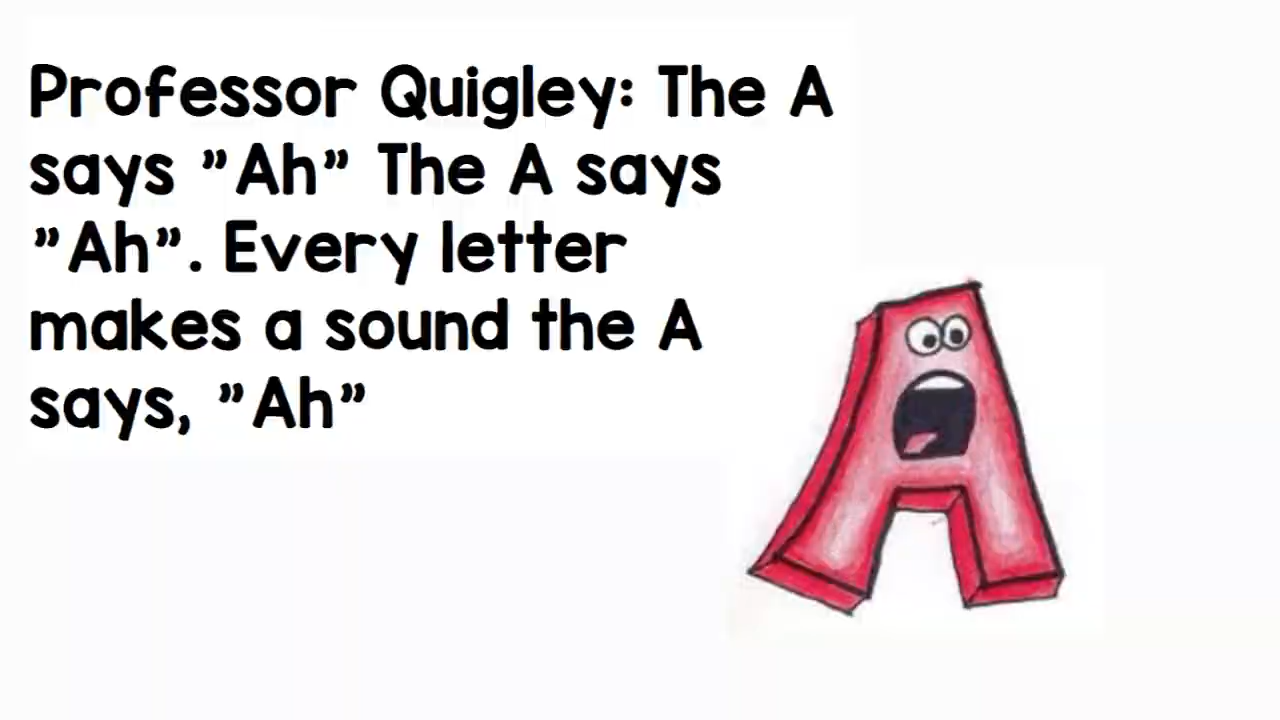 Professor Quigley: The A
says "Ah" The A says
"Ah". Every letter
makes a sound the A
says, "Ah"